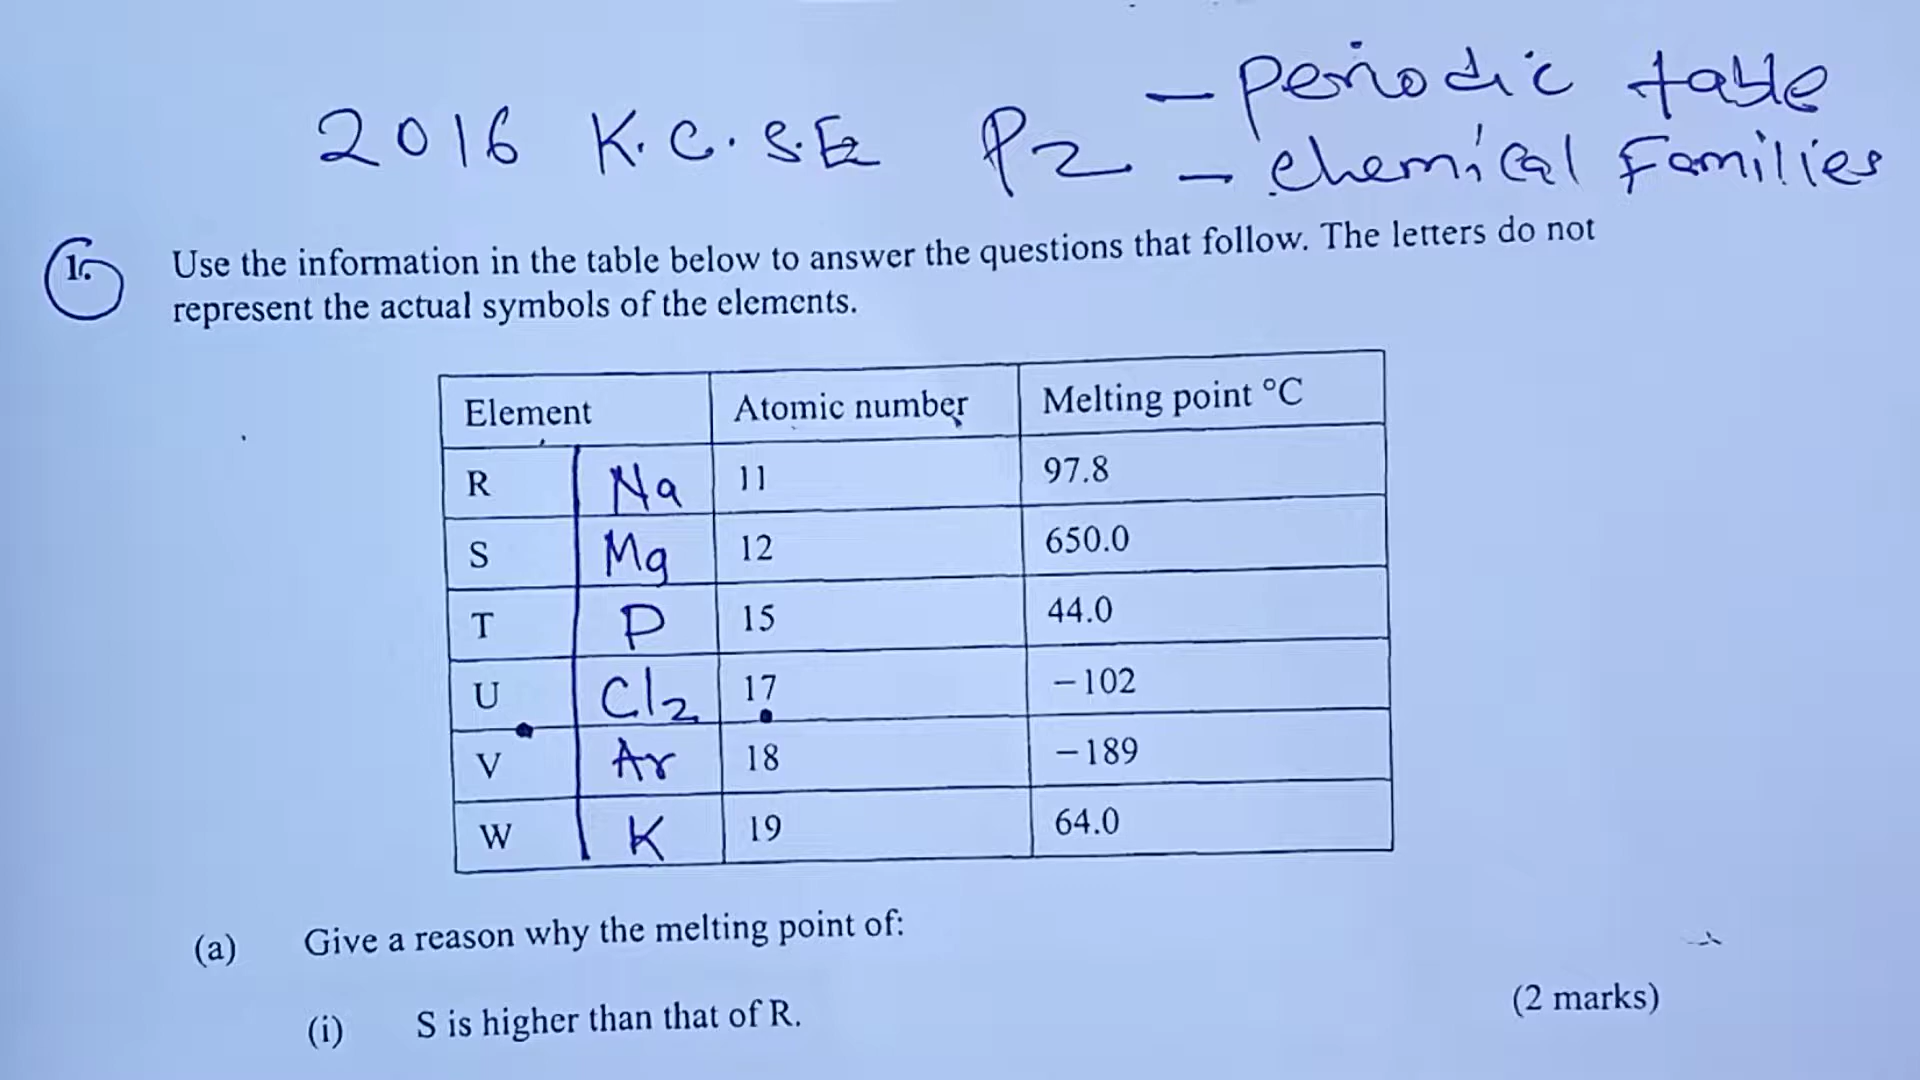 2016 K.C.S.E P2 - periodic table
- chemical Families
1. Use the information in the table below to answer the questions that follow. The letters do not
represent the actual symbols of the elements.
Element Atomic number Melting point °C
R Na 11 97.8
S Mg 12 650.0
T P 15 44.0
U Cl₂ 17 −102
V Ar 18 −189
W K 19 64.0
(a) Give a reason why the melting point of:
(i) S is higher than that of R. (2 marks)